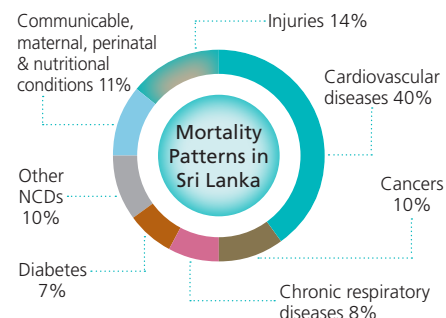 Communicable,
maternal, perinatal
& nutritional
conditions 11%
Injuries 14%
Cardiovascular
diseases 40%
Mortality
Patterns in
Sri Lanka
Cancers
10%
Other
NCDs
10%
Diabetes
7%
Chronic respiratory
diseases 8%